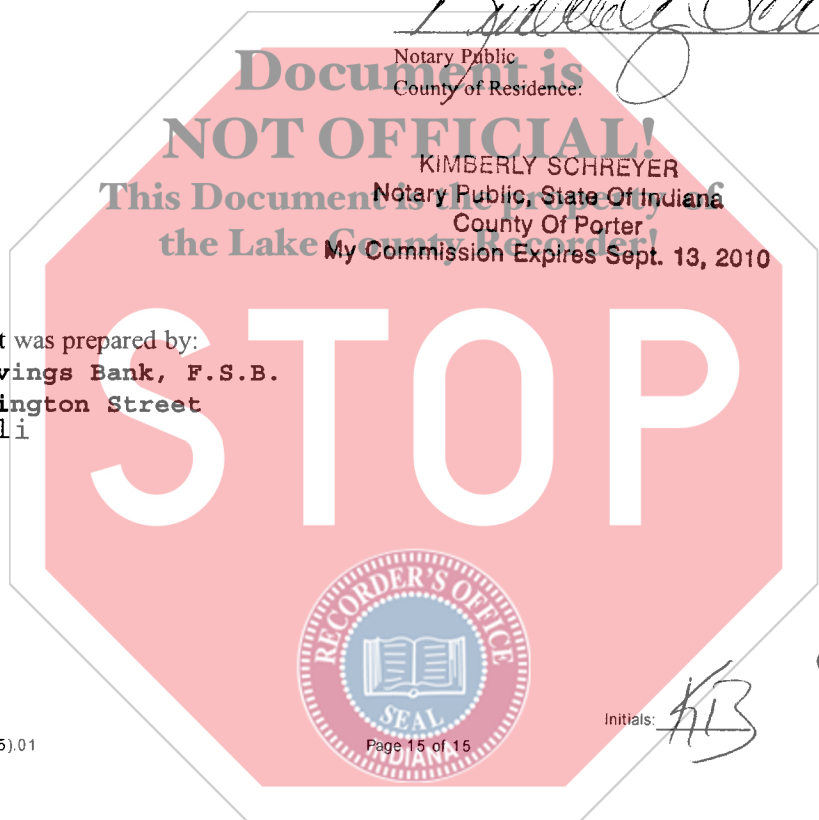 Notary Public
County of Residence:
Document is
NOT OFFICIAL!
This Document is the property of
the Lake County Recorder!
KIMBERLY SCHREYER
Notary Public, State Of Indiana
County Of Porter
My Commission Expires Sept. 13, 2010
t was prepared by:
vings Bank, F.S.B.
ington Street
li
STOP
RECORDER'S OFFICE
SEAL
INDIANA
Initials: KB
5).01
Page 15 of 15